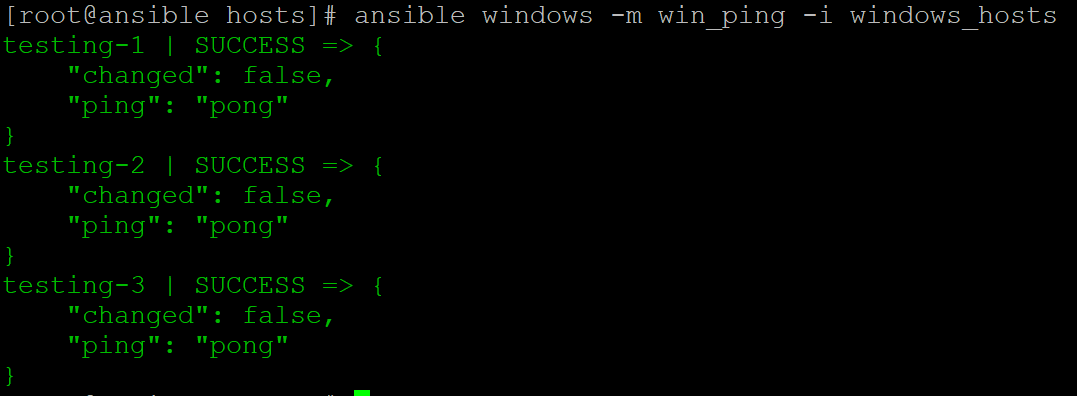 [root@ansible hosts]# ansible windows -m win_ping -i windows_hosts
testing-1 | SUCCESS => {
    "changed": false,
    "ping": "pong"
}
testing-2 | SUCCESS => {
    "changed": false,
    "ping": "pong"
}
testing-3 | SUCCESS => {
    "changed": false,
    "ping": "pong"
}